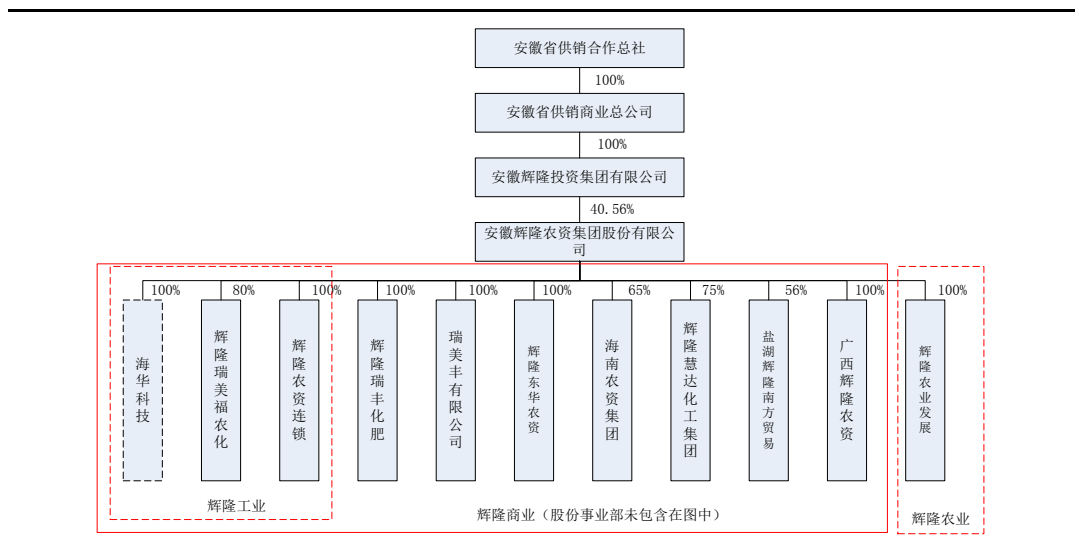 安徽省供销合作总社
100%
安徽省供销商业总公司
100%
安徽辉隆投资集团有限公司
40.56%
安徽辉隆农资集团股份有限公
司
100%
80%
100%
100%
100%
100%
65%
75%
56%
100%
100%
海华科技
辉隆瑞美福农化
辉隆农资连锁
辉隆瑞丰化肥
瑞美丰有限公司
辉隆东华农资
海南农资集团
辉隆慧达化工集团
盐湖辉隆南方贸易
广西辉隆农资
辉隆农业发展
辉隆工业
辉隆商业（股份事业部未包含在图中）
辉隆农业